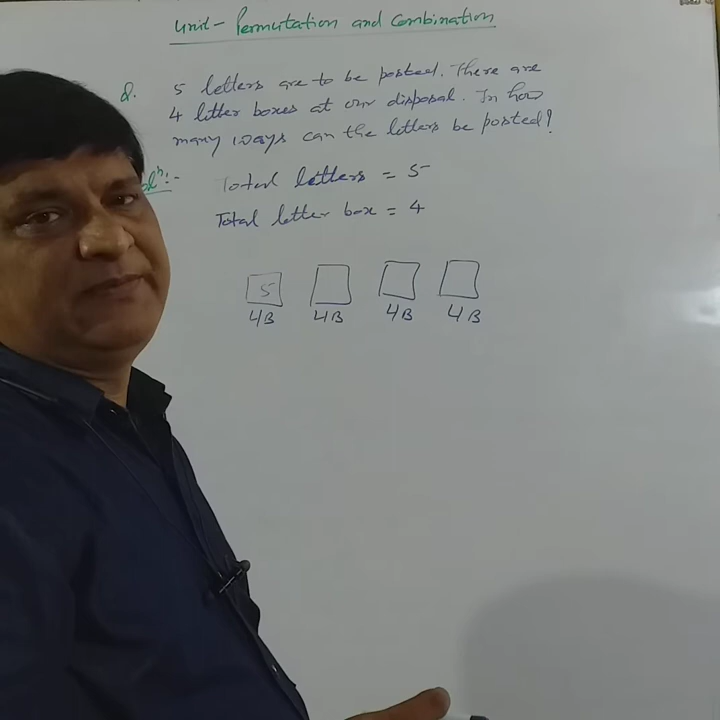 Unit - Permutation and Combination
Q. 5 letters are to be posted. There are
4 litter boxes at our disposal. In how
many ways can the letters be posted?
olⁿ:-
Total letters = 5
Total letter box = 4
5
4B 4B 4B 4B